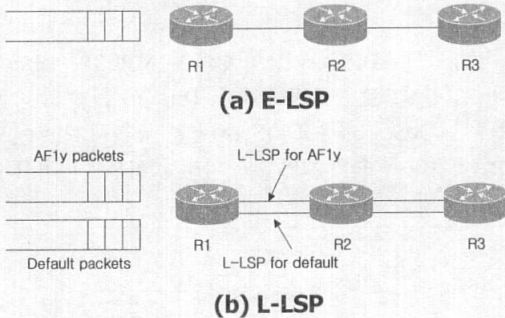 R1 R2 R3
(a) E-LSP
AF1y packets
L-LSP for AF1y
R1 R2 R3
Default packets
L-LSP for default
(b) L-LSP